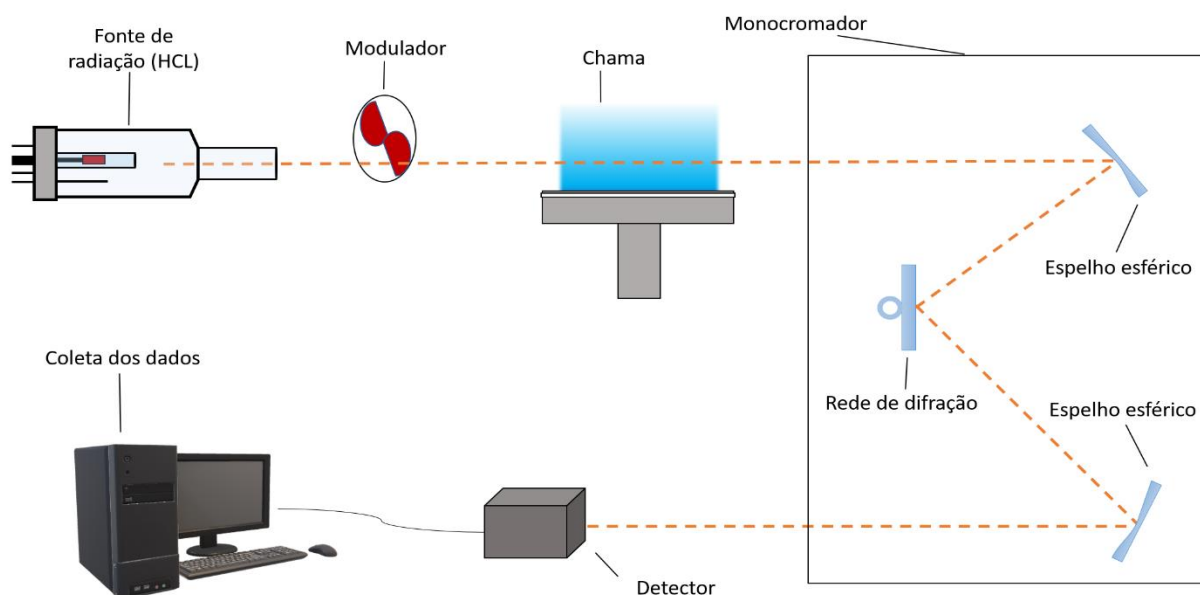 Fonte de
radiação (HCL)
Modulador
Chama
Monocromador
Espelho esférico
Rede de difração
Espelho esférico
Coleta dos dados
Detector